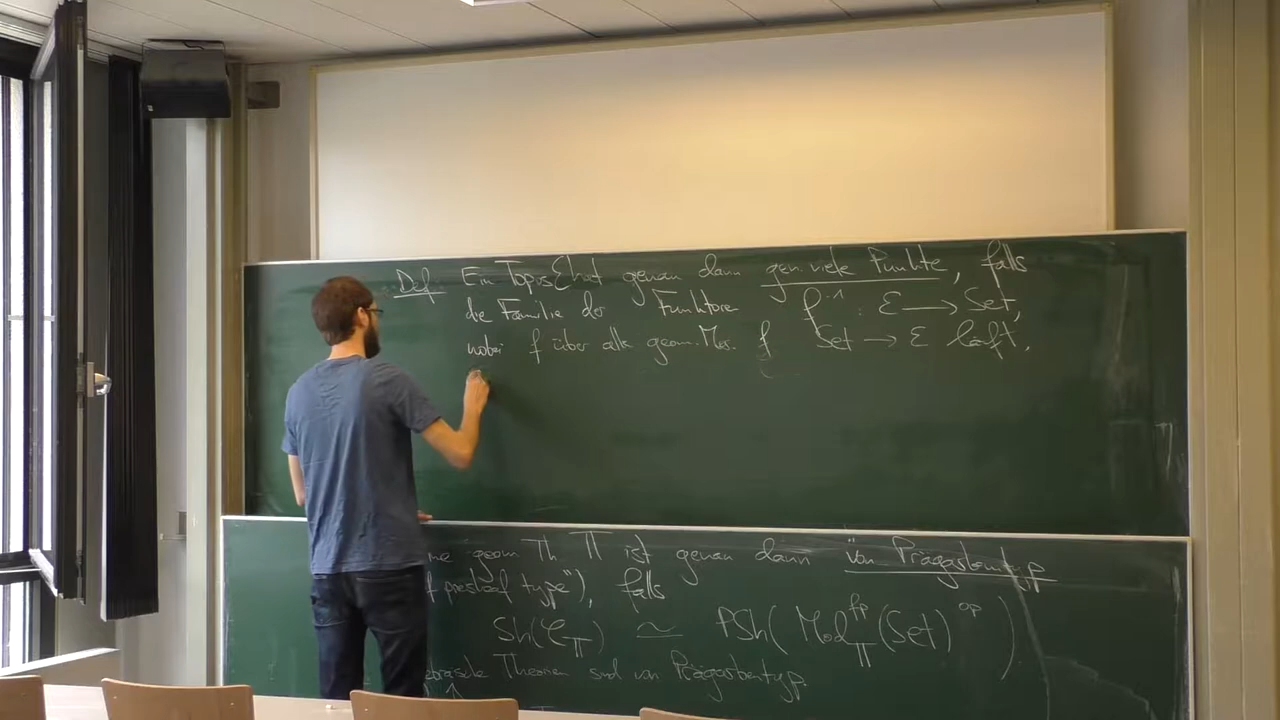 Def Ein Topos E hat genau dann gen. viele Punkte, falls
die Familie der Funktore f⁻¹ : E → Set,
wobei f über alle geom. Mor. f Set → E läuft,
ne geom Th 𝕋 ist genau dann von Prägarbentyp
f presheaf type"), falls
Sh(C_𝕋) ≃ PSh(Mod_𝕋^fp(Set)^op)
ebraische Theorien sind von Prägarbentyp